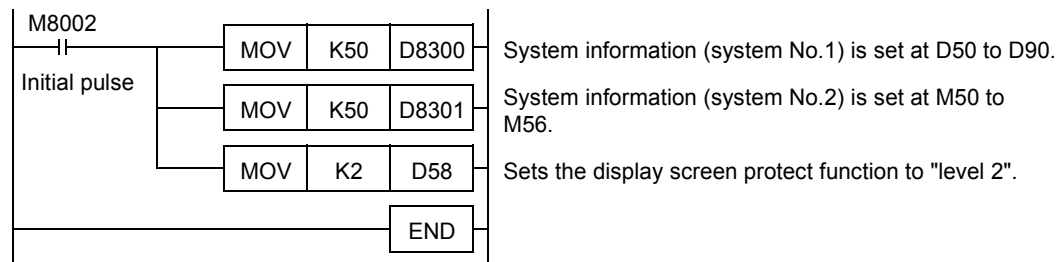 M8002
MOV K50 D8300 System information (system No.1) is set at D50 to D90.
Initial pulse
MOV K50 D8301 System information (system No.2) is set at M50 to
M56.
MOV K2 D58 Sets the display screen protect function to "level 2".
END